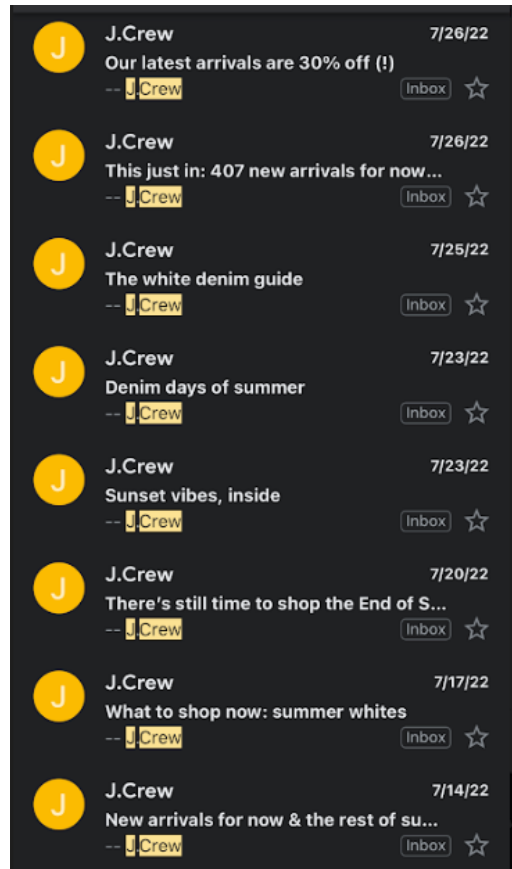 J
J.Crew 7/26/22
Our latest arrivals are 30% off (!)
-- J.Crew Inbox
J
J.Crew 7/26/22
This just in: 407 new arrivals for now...
-- J.Crew Inbox
J
J.Crew 7/25/22
The white denim guide
-- J.Crew Inbox
J
J.Crew 7/23/22
Denim days of summer
-- J.Crew Inbox
J
J.Crew 7/23/22
Sunset vibes, inside
-- J.Crew Inbox
J
J.Crew 7/20/22
There's still time to shop the End of S...
-- J.Crew Inbox
J
J.Crew 7/17/22
What to shop now: summer whites
-- J.Crew Inbox
J
J.Crew 7/14/22
New arrivals for now & the rest of su...
-- J.Crew Inbox